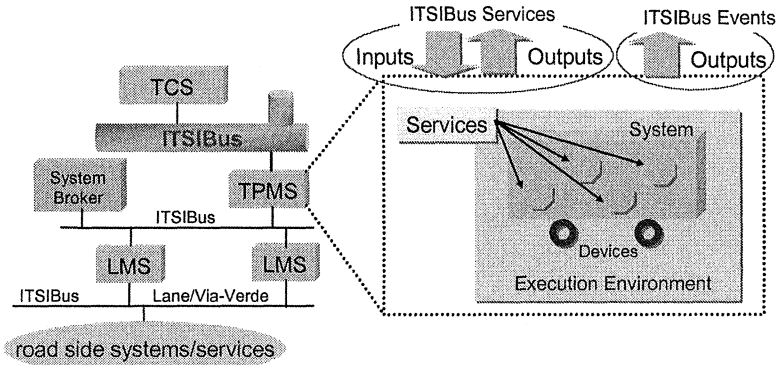 ITSIBus Services
ITSIBus Events
Inputs
Outputs
Outputs
TCS
ITSIBus
System
Broker
TPMS
ITSIBus
LMS
LMS
ITSIBus
Lane/Via-Verde
road side systems/services
Services
System
Devices
Execution Environment